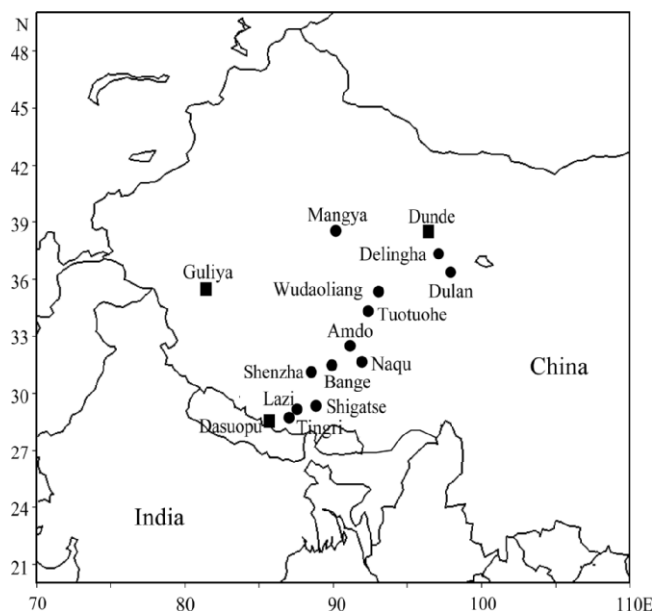 N
48
45
42
39
36
33
30
27
24
21
70
80
90
100
110E
Mangya
Dunde
Delingha
Guliya
Wudaoliang
Dulan
Tuotuohe
Amdo
Naqu
Shenzha
Bange
China
Lazi
Shigatse
Dasuopu
Tingri
India